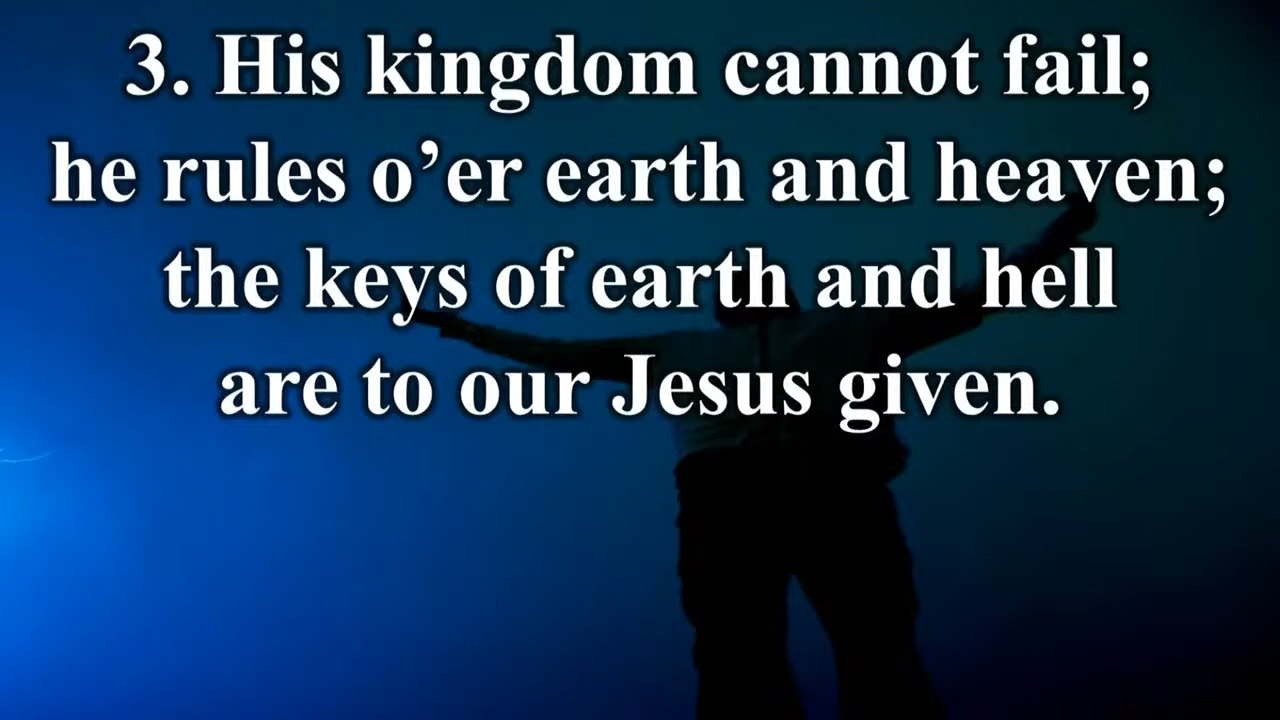 3. His kingdom cannot fail;
he rules o’er earth and heaven;
the keys of earth and hell
are to our Jesus given.